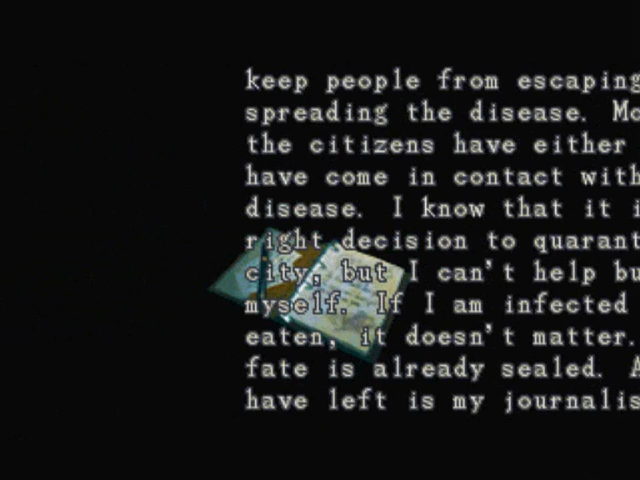 keep people from escaping
spreading the disease. Mo
the citizens have either
have come in contact with
disease. I know that it i
right decision to quarant
city, but I can't help bu
myself. If I am infected
eaten, it doesn't matter.
fate is already sealed. A
have left is my journalis